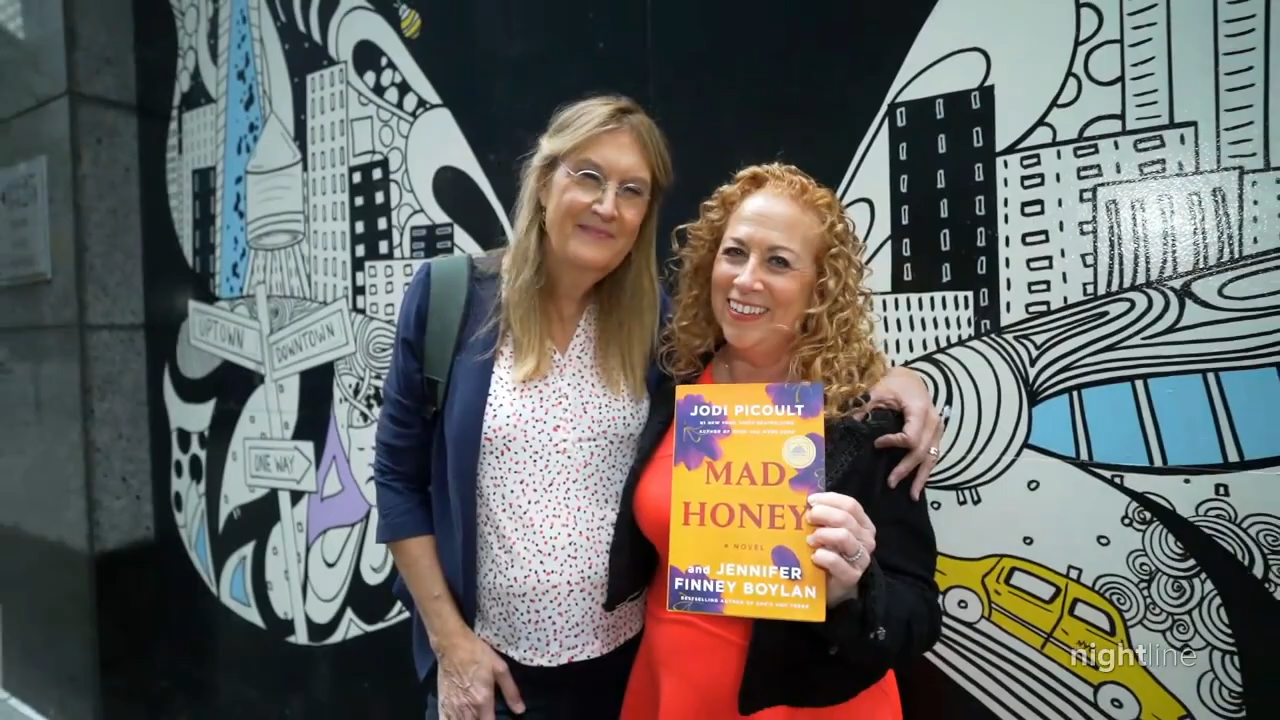 UPTOWN
DOWNTOWN
ONE WAY
JODI PICOULT
#1 NEW YORK TIMES BESTSELLING
AUTHOR OF WISH YOU WERE HERE
MAD
HONEY
A NOVEL
and JENNIFER
FINNEY BOYLAN
BESTSELLING AUTHOR OF SHE'S NOT THERE
nightline